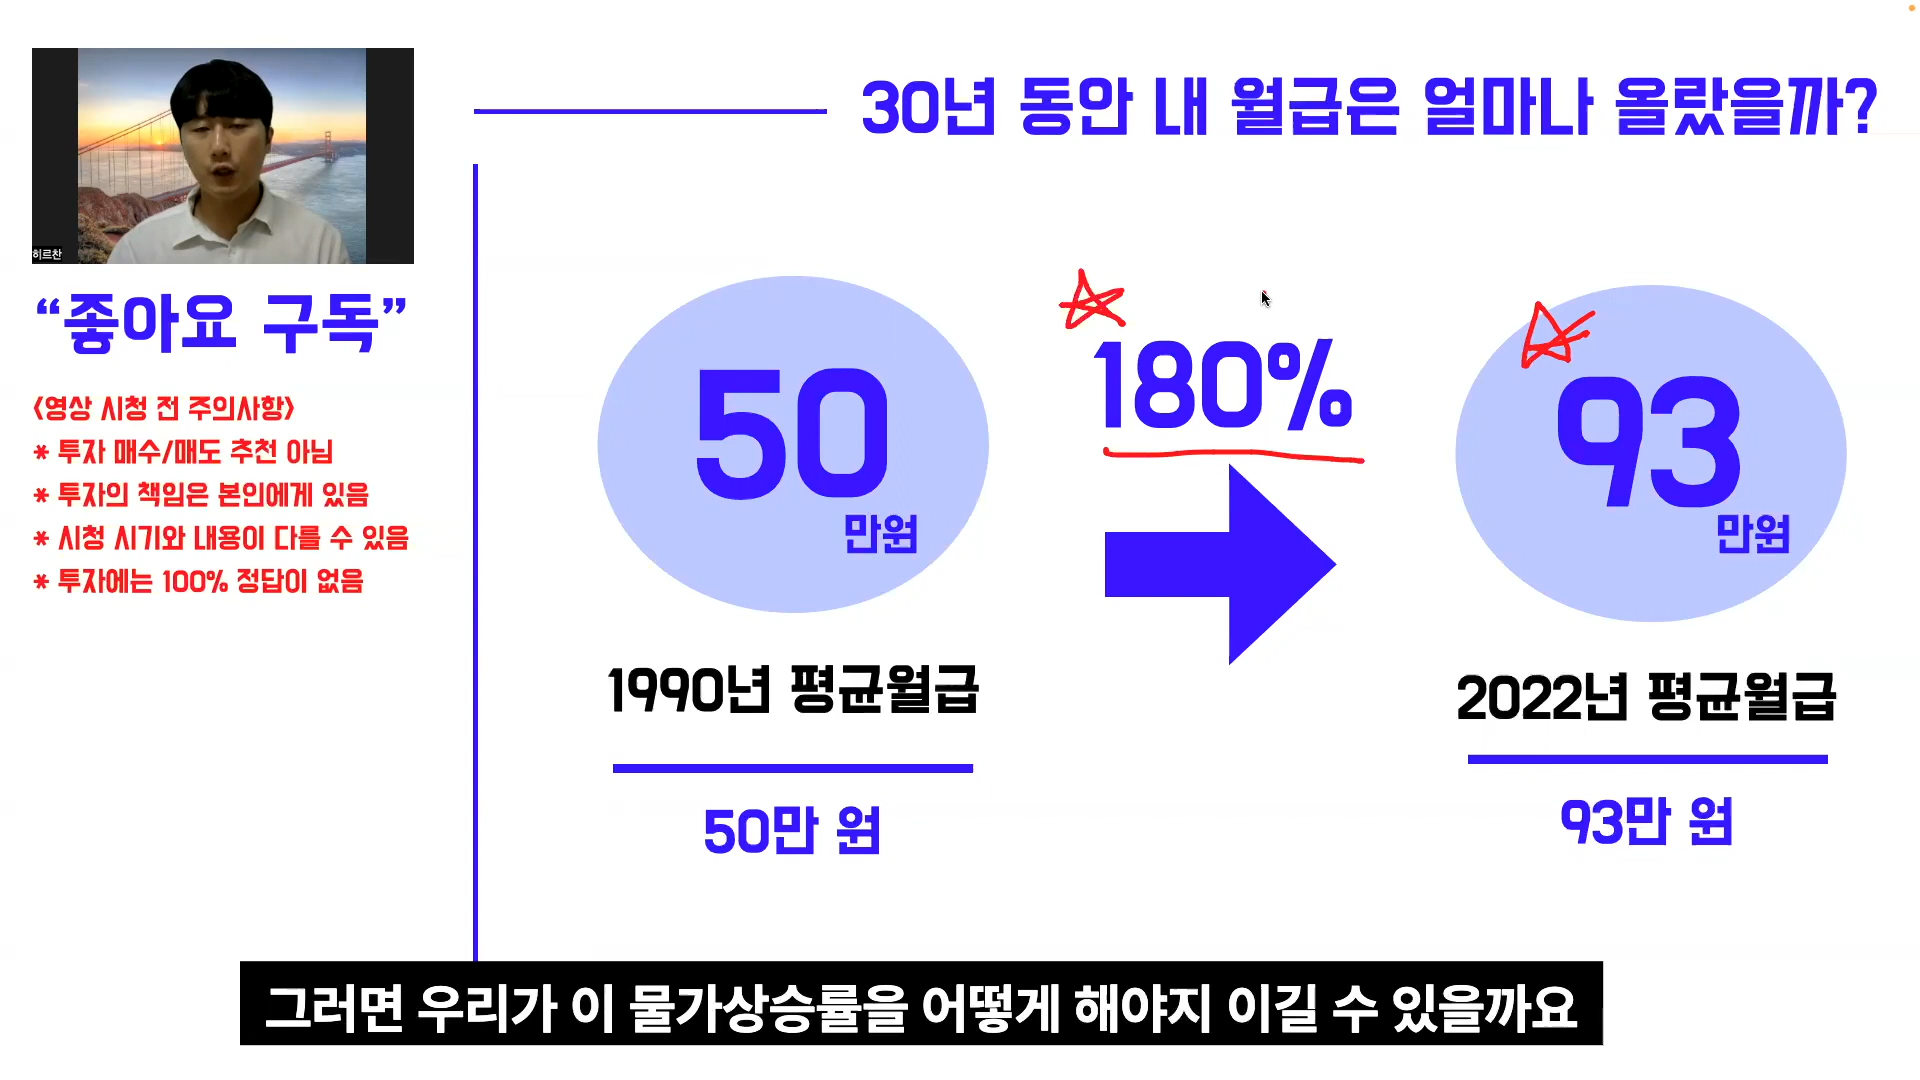 히르찬
“좋아요 구독”
<영상 시청 전 주의사항>
* 투자 매수/매도 추천 아님
* 투자의 책임은 본인에게 있음
* 시청 시기와 내용이 다를 수 있음
* 투자에는 100% 정답이 없음
30년 동안 내 월급은 얼마나 올랐을까?
50
만원
180%
93
만원
1990년 평균월급
50만 원
2022년 평균월급
93만 원
그러면 우리가 이 물가상승률을 어떻게 해야지 이길 수 있을까요